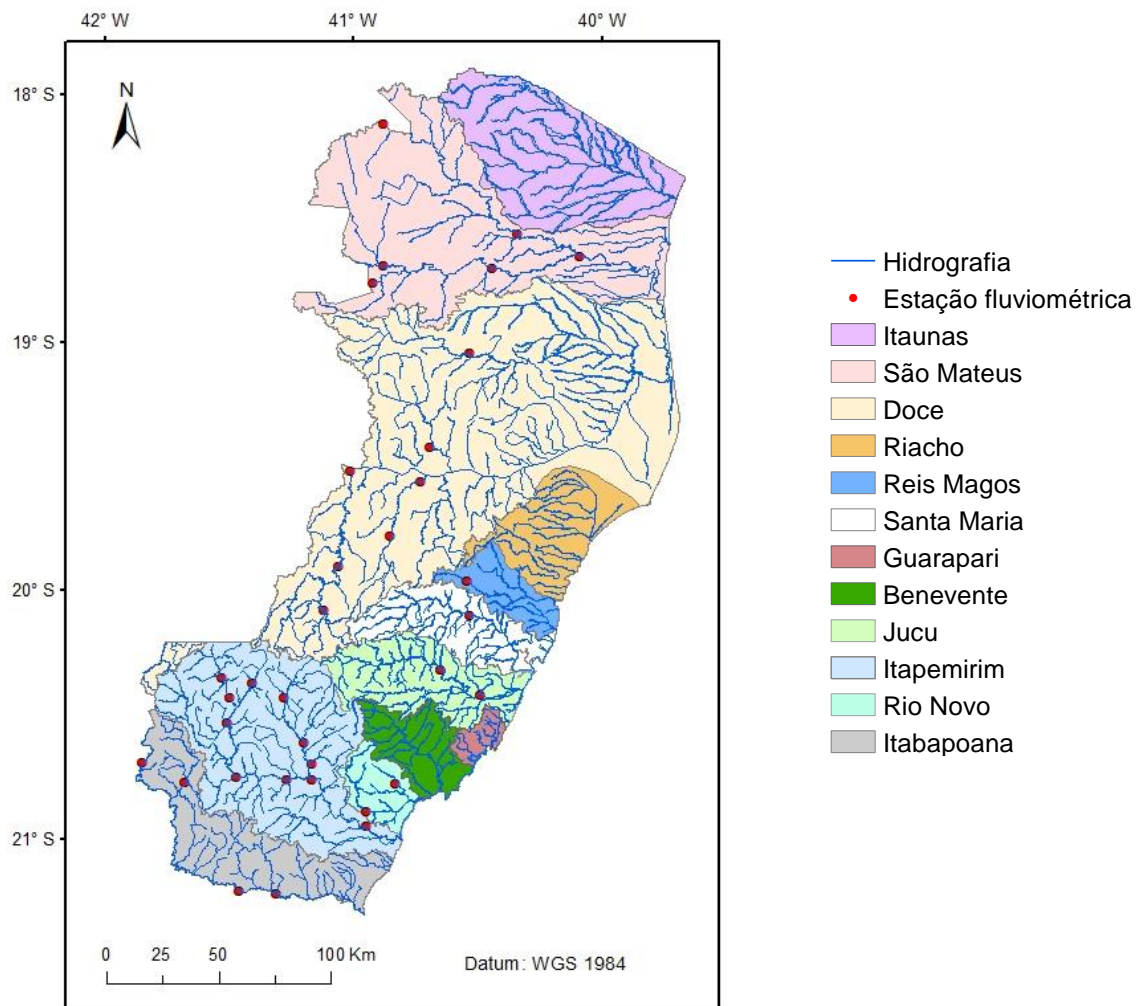 42° W 41° W 40° W
N
18° S
19° S
20° S
21° S
0 25 50 100 Km
Datum: WGS 1984
Hidrografia
Estação fluviométrica
Itaunas
São Mateus
Doce
Riacho
Reis Magos
Santa Maria
Guarapari
Benevente
Jucu
Itapemirim
Rio Novo
Itabapoana